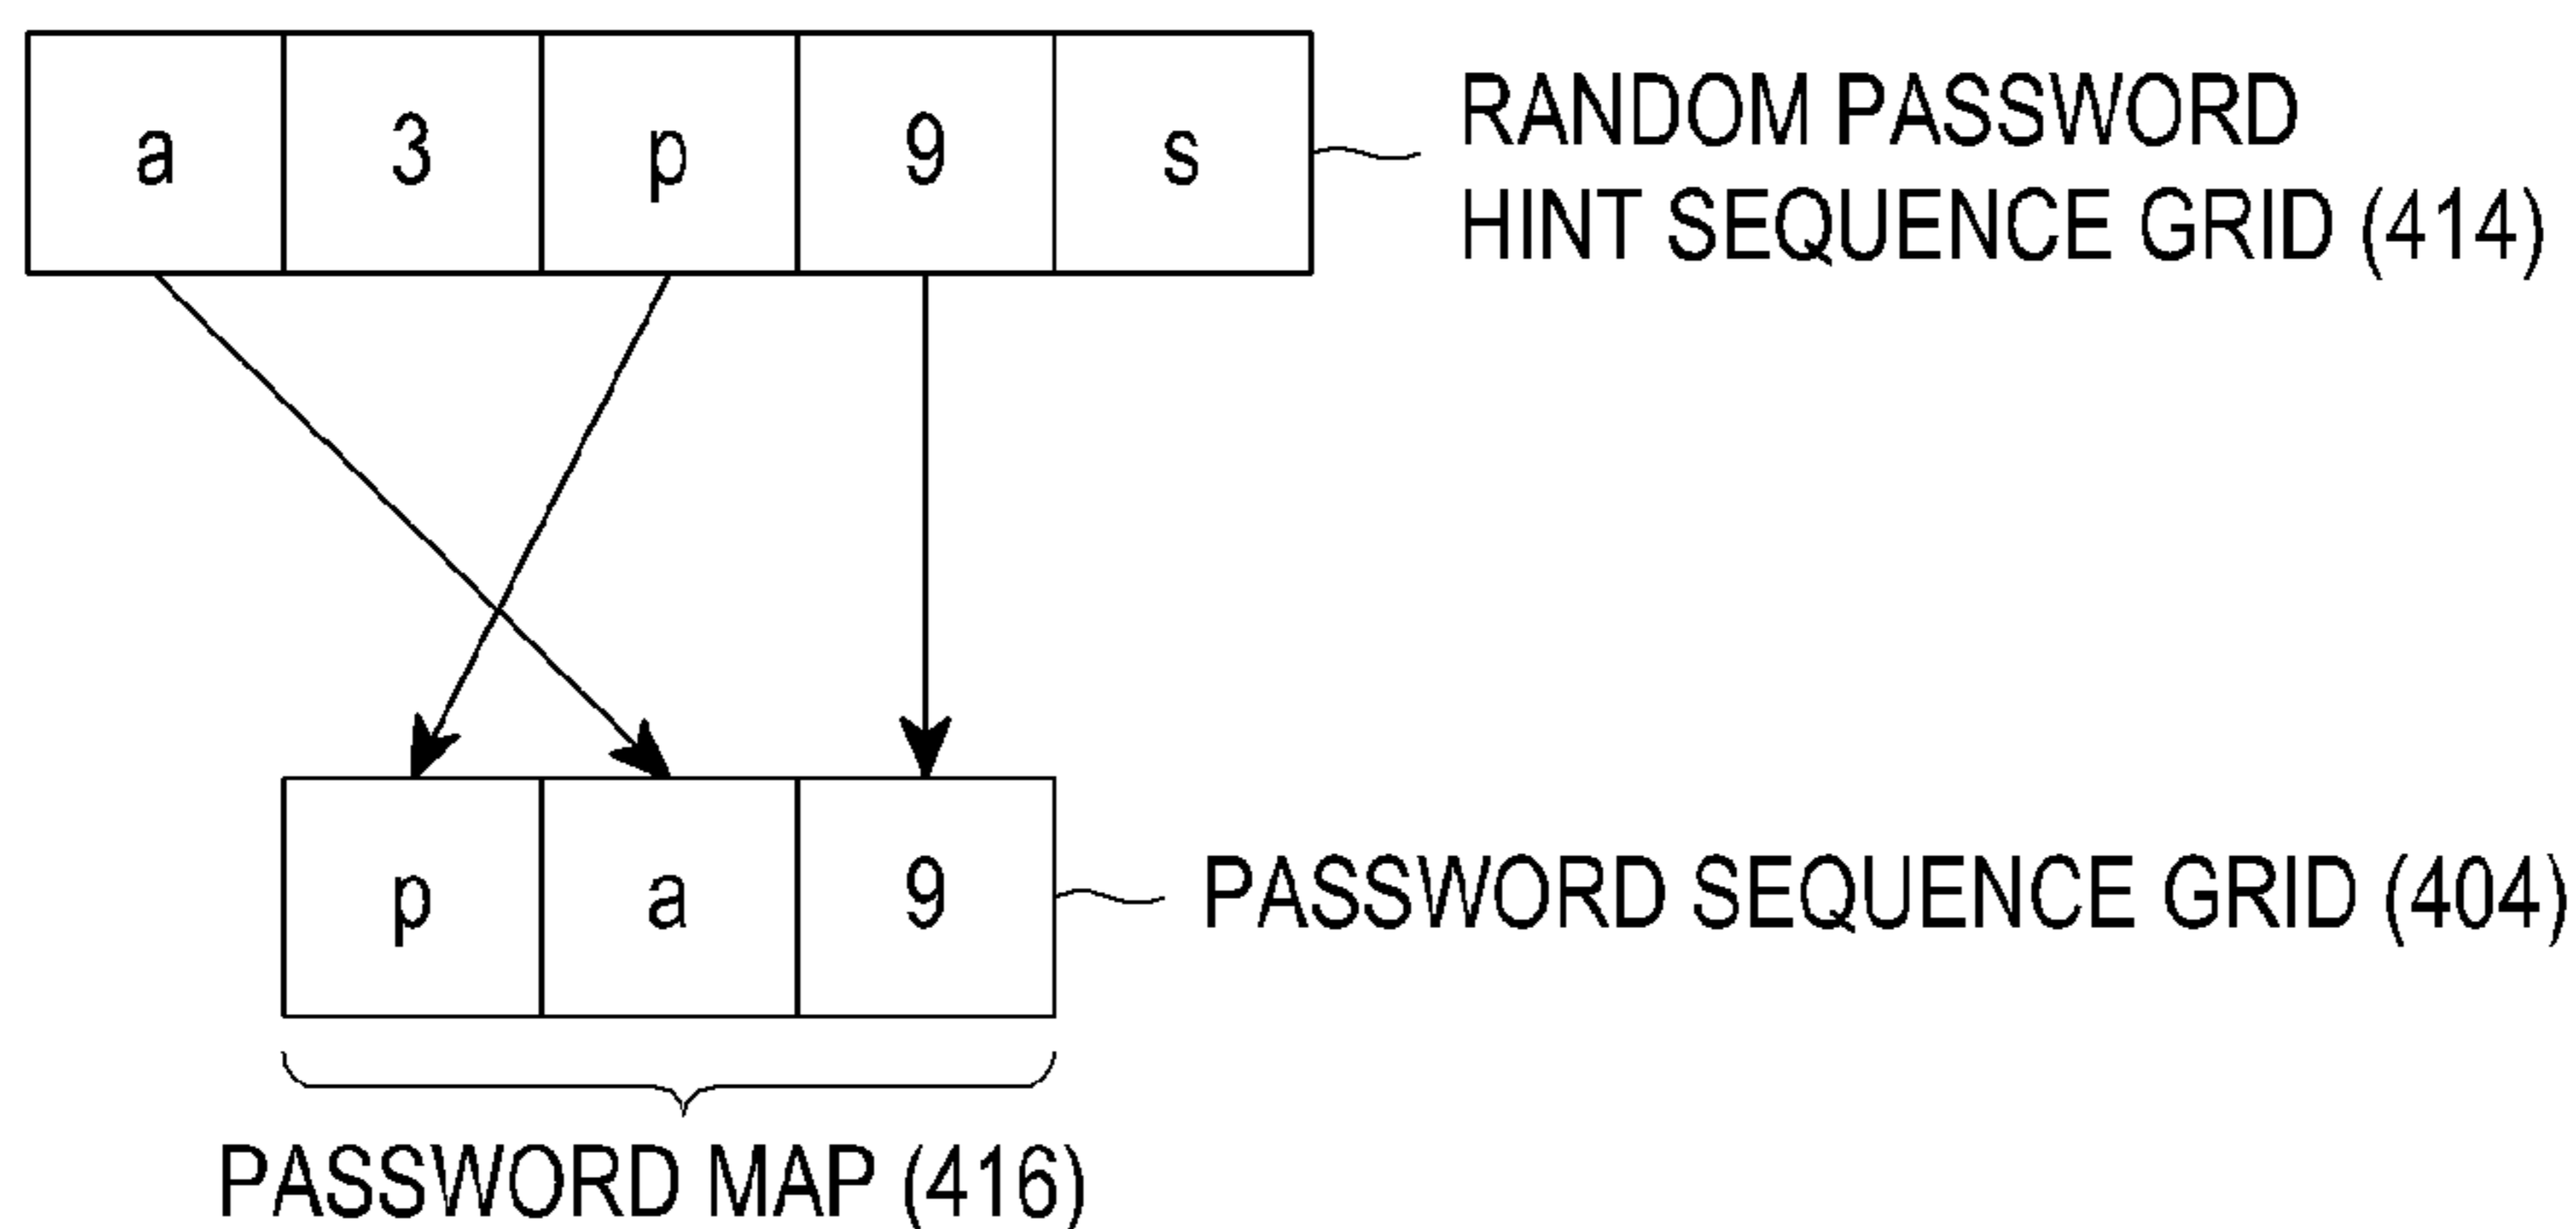 a 3 p 9 s
RANDOM PASSWORD
HINT SEQUENCE GRID (414)
p a 9
PASSWORD SEQUENCE GRID (404)
PASSWORD MAP (416)